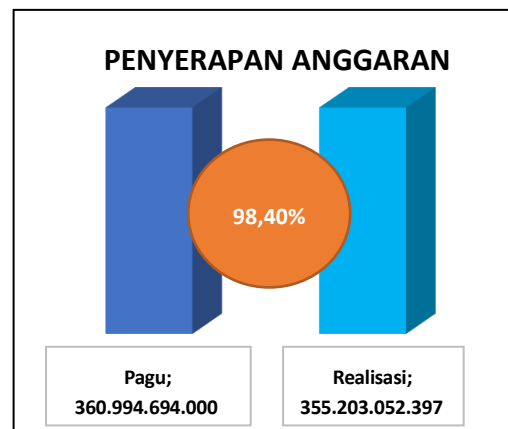 PENYERAPAN ANGGARAN
98,40%
Pagu;
360.994.694.000
Realisasi;
355.203.052.397